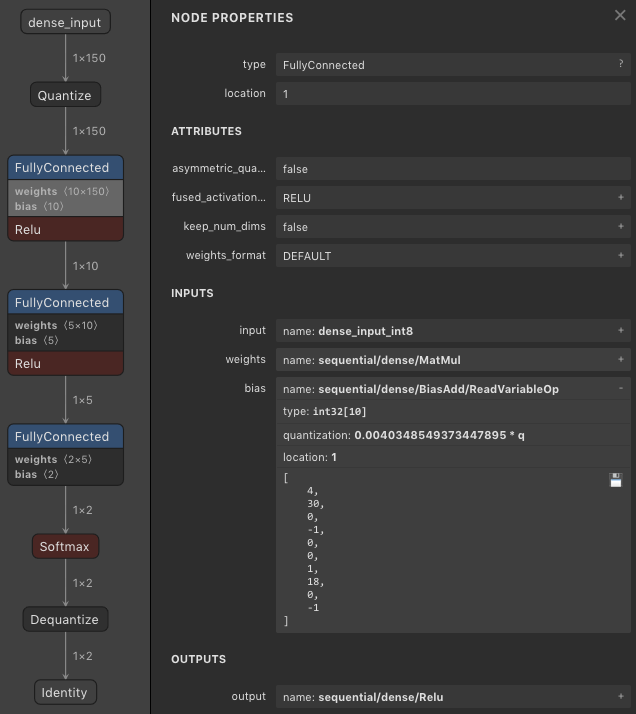 dense_input
1×150
Quantize
1×150
FullyConnected
weights ⟨10×150⟩
bias ⟨10⟩
Relu
1×10
FullyConnected
weights ⟨5×10⟩
bias ⟨5⟩
Relu
1×5
FullyConnected
weights ⟨2×5⟩
bias ⟨2⟩
1×2
Softmax
1×2
Dequantize
1×2
Identity
NODE PROPERTIES ×
type FullyConnected ?
location 1
ATTRIBUTES
asymmetric_qua... false
fused_activation... RELU +
keep_num_dims false +
weights_format DEFAULT +
INPUTS
input name: dense_input_int8 +
weights name: sequential/dense/MatMul +
bias name: sequential/dense/BiasAdd/ReadVariableOp -
type: int32[10]
quantization: 0.0040348549373447895 * q
location: 1
[
4,
30,
0,
-1,
0,
0,
1,
18,
0,
-1
]
OUTPUTS
output name: sequential/dense/Relu +